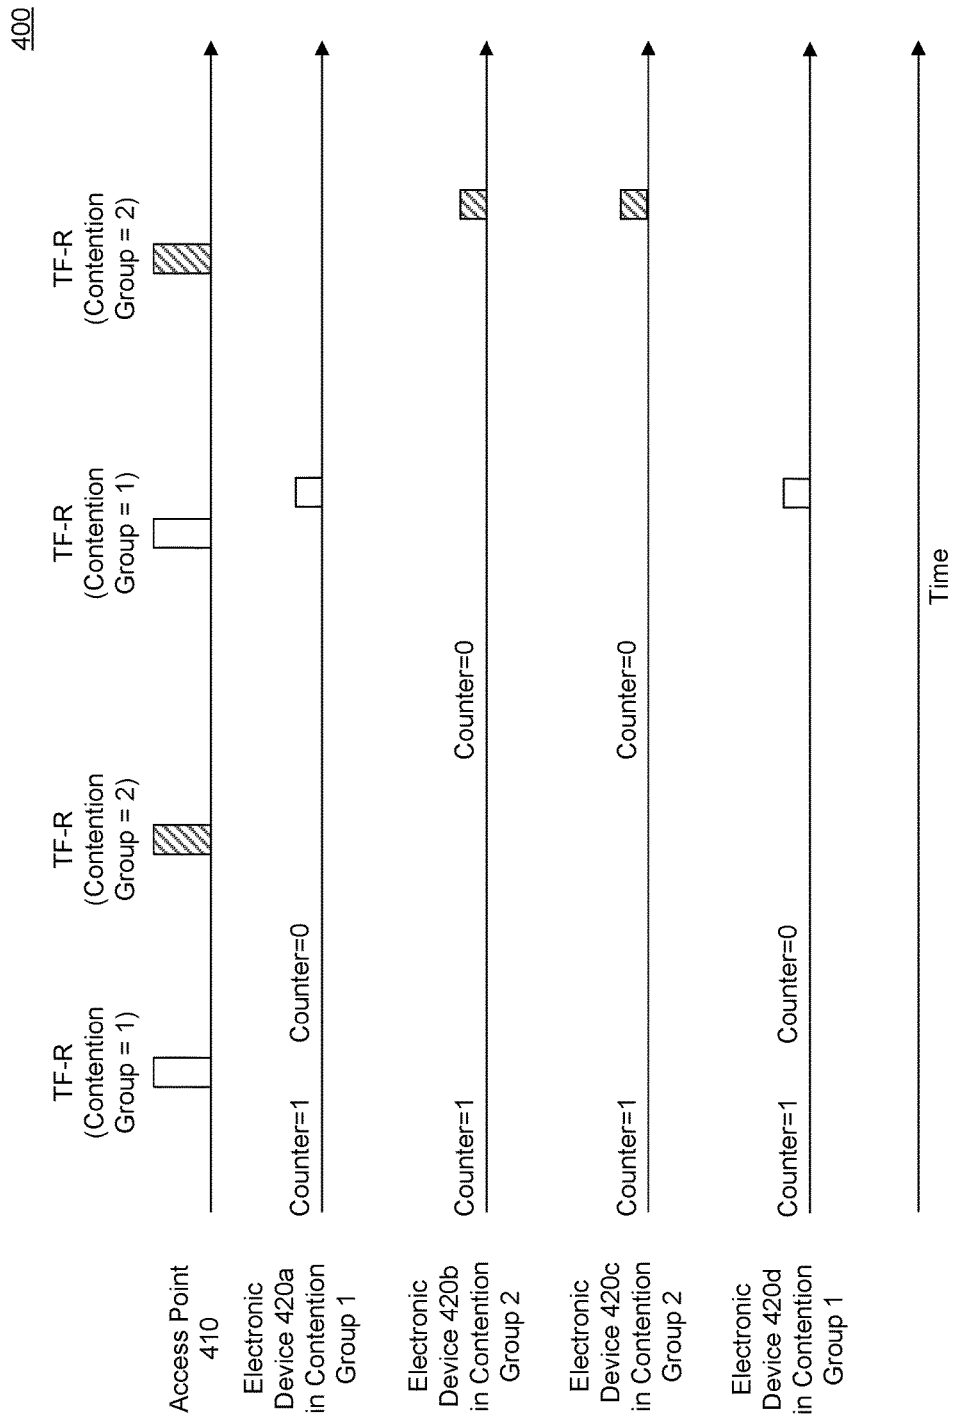 400
TF-R
(Contention
Group = 1)
TF-R
(Contention
Group = 2)
TF-R
(Contention
Group = 1)
TF-R
(Contention
Group = 2)
Access Point
410
Electronic
Device 420a
in Contention
Group 1
Counter=1
Counter=0
Electronic
Device 420b
in Contention
Group 2
Counter=1
Counter=0
Electronic
Device 420c
in Contention
Group 2
Counter=1
Counter=0
Electronic
Device 420d
in Contention
Group 1
Counter=1
Counter=0
Time